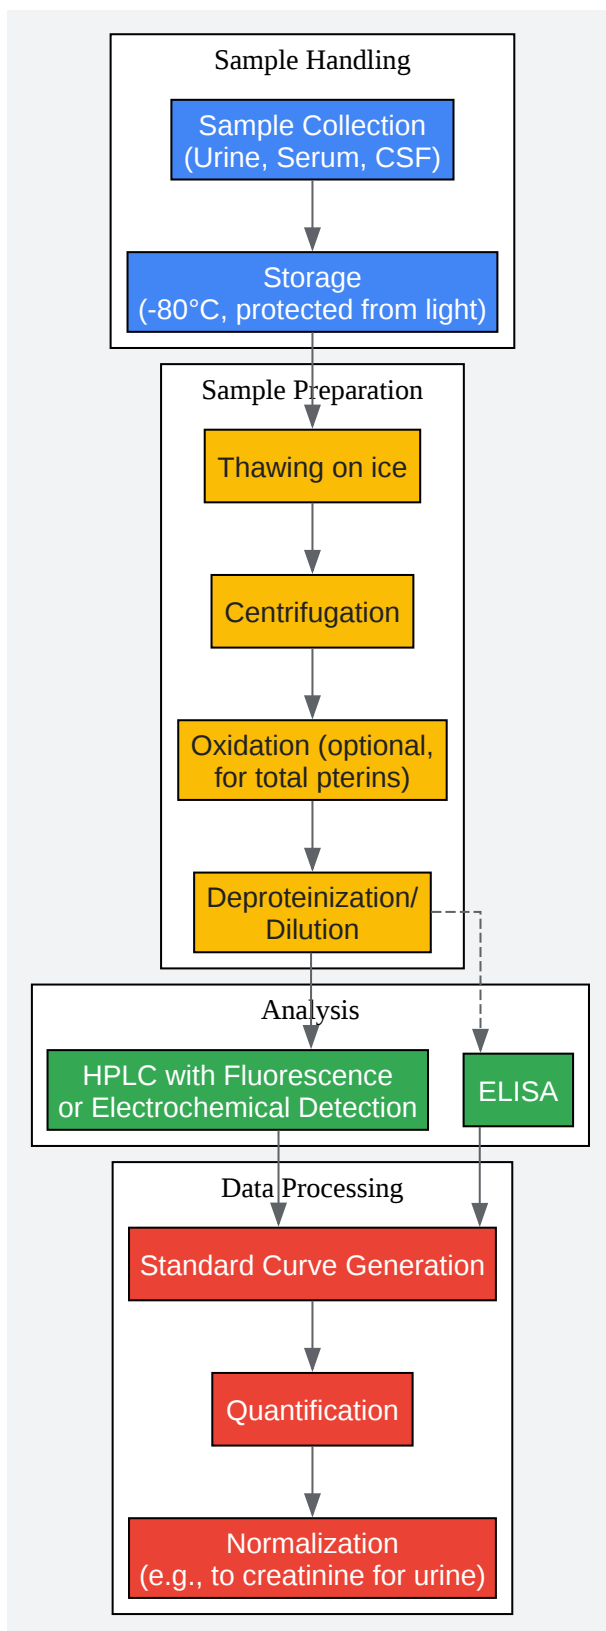 Sample Handling
Sample Collection
(Urine, Serum, CSF)
Storage
(-80°C, protected from light)
Sample Preparation
Thawing on ice
Centrifugation
Oxidation (optional,
for total pterins)
Deproteinization/
Dilution
Analysis
HPLC with Fluorescence
or Electrochemical Detection
ELISA
Data Processing
Standard Curve Generation
Quantification
Normalization
(e.g., to creatinine for urine)